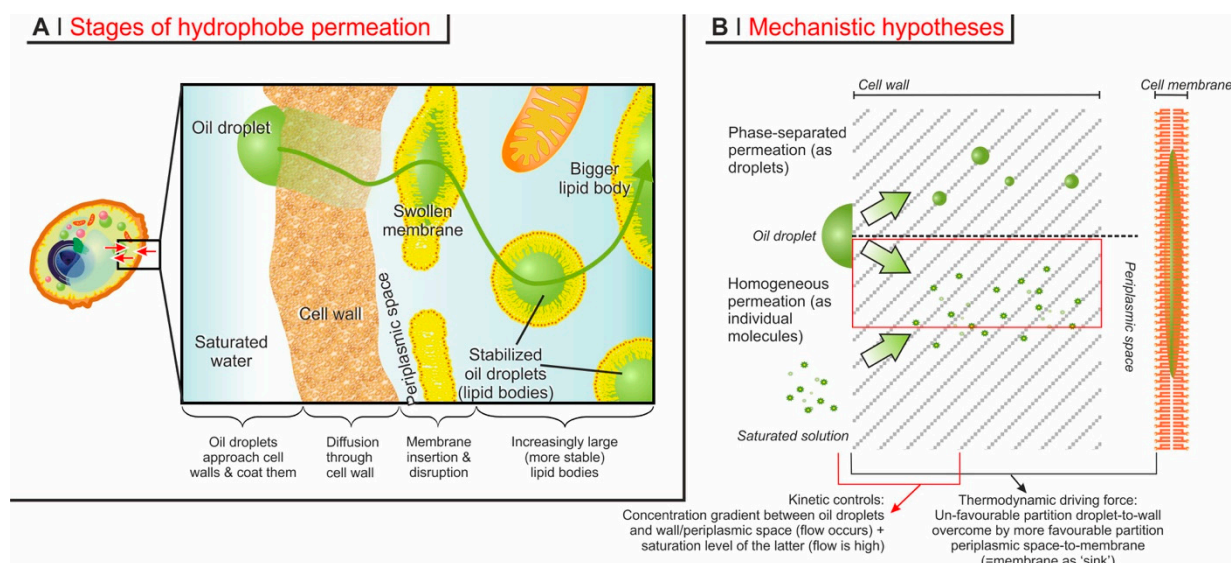 A | Stages of hydrophobe permeation
Oil droplet
Swollen
membrane
Bigger
lipid body
Cell wall
Periplasmic space
Saturated
water
Stabilized
oil droplets
(lipid bodies)
Oil droplets
approach cell
walls & coat them
Diffusion
through
cell wall
Membrane
insertion &
disruption
Increasingly large
(more stable)
lipid bodies
B | Mechanistic hypotheses
Cell wall
Cell membrane
Phase-separated
permeation (as
droplets)
Oil droplet
Homogeneous
permeation (as
individual
molecules)
Periplasmic space
Saturated solution
Kinetic controls:
Concentration gradient between oil droplets
and wall/periplasmic space (flow occurs) +
saturation level of the latter (flow is high)
Thermodynamic driving force:
Un-favourable partition droplet-to-wall
overcome by more favourable partition
periplasmic space-to-membrane
(=membrane as ‘sink’)